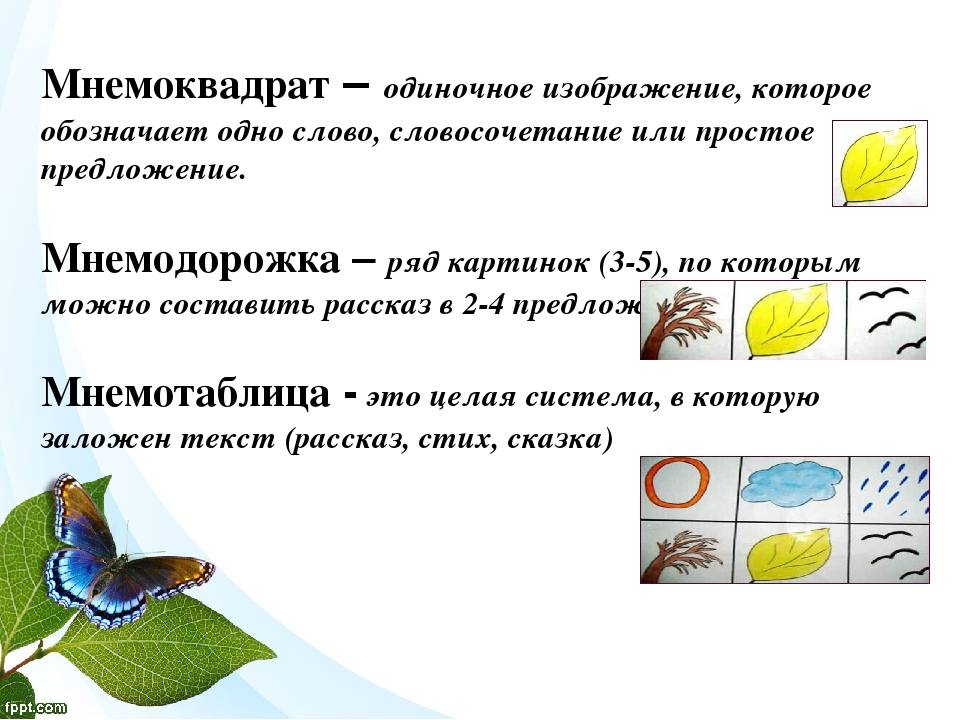 Мнемоквадрат – одиночное изображение, которое
обозначает одно слово, словосочетание или простое
предложение.
Мнемодорожка – ряд картинок (3-5), по которым
можно составить рассказ в 2-4 предлож
Мнемотаблица - это целая система, в которую
заложен текст (рассказ, стих, сказка)
fppt.com